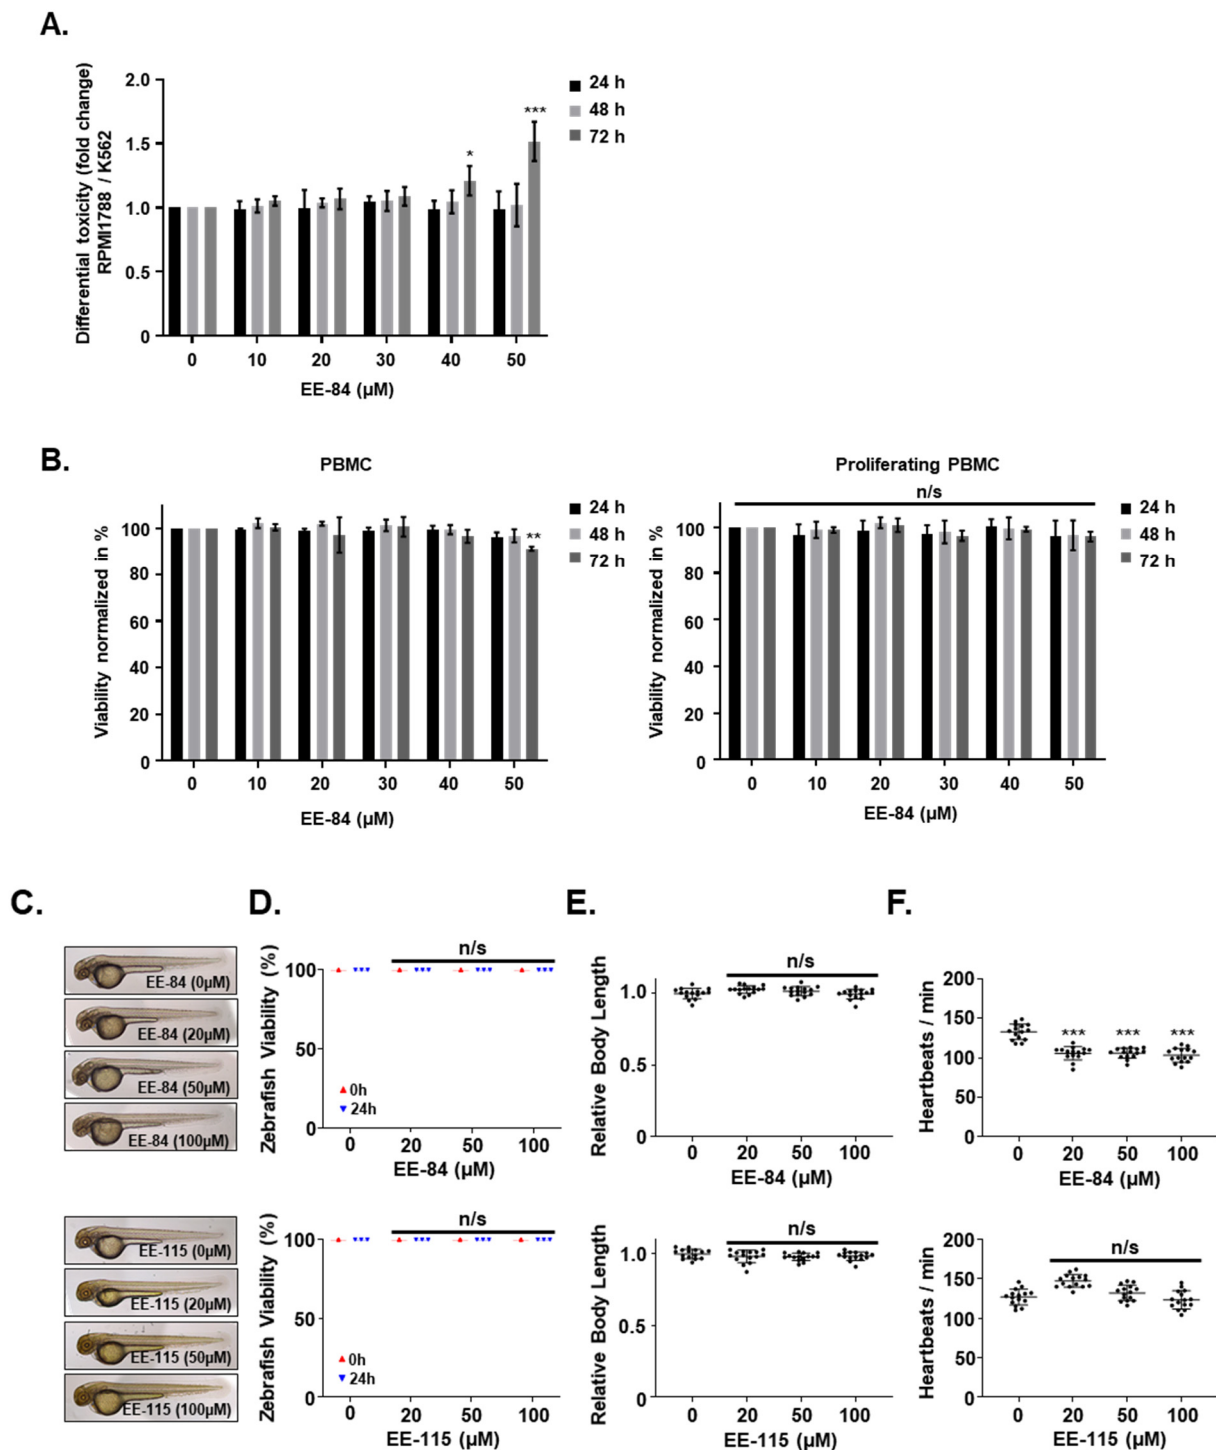 A.
Differential toxicity (fold change)
RPMI1788 / K562
2.0
1.5
1.0
0.5
0
* ***
0 10 20 30 40 50
EE-84 (µM)
24 h
48 h
72 h
B.
PBMC
Viability normalized in %
100
80
60
40
20
0
**
0 10 20 30 40 50
EE-84 (µM)
24 h
48 h
72 h
Proliferating PBMC
n/s
Viability normalized in %
100
80
60
40
20
0
0 10 20 30 40 50
EE-84 (µM)
24 h
48 h
72 h
C.
EE-84 (0µM)
EE-84 (20µM)
EE-84 (50µM)
EE-84 (100µM)
EE-115 (0µM)
EE-115 (20µM)
EE-115 (50µM)
EE-115 (100µM)
D.
n/s
Zebrafish Viability (%)
100
50
0
0h
24h
0 20 50 100
EE-84 (µM)
n/s
Zebrafish Viability (%)
100
50
0
0h
24h
0 20 50 100
EE-115 (µM)
E.
n/s
Relative Body Length
1.0
0.5
0
0 20 50 100
EE-84 (µM)
n/s
Relative Body Length
1.0
0.5
0
0 20 50 100
EE-115 (µM)
F.
Heartbeats / min
200
150
100
50
0
*** *** ***
0 20 50 100
EE-84 (µM)
n/s
Heartbeats / min
200
150
100
50
0
0 20 50 100
EE-115 (µM)